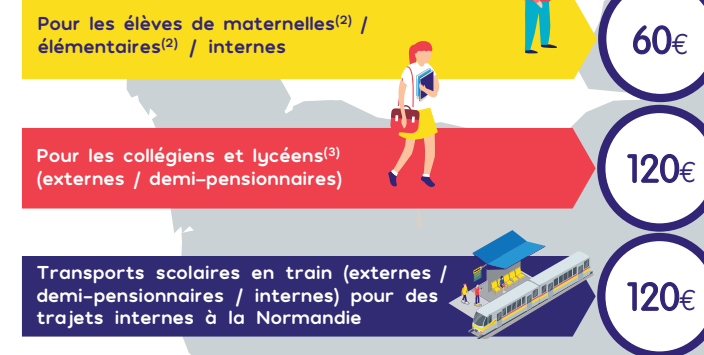 Pour les élèves de maternelles(2) /
élémentaires(2) / internes
60€
Pour les collégiens et lycéens(3)
(externes / demi-pensionnaires)
120€
Transports scolaires en train (externes /
demi-pensionnaires / internes) pour des
trajets internes à la Normandie
120€